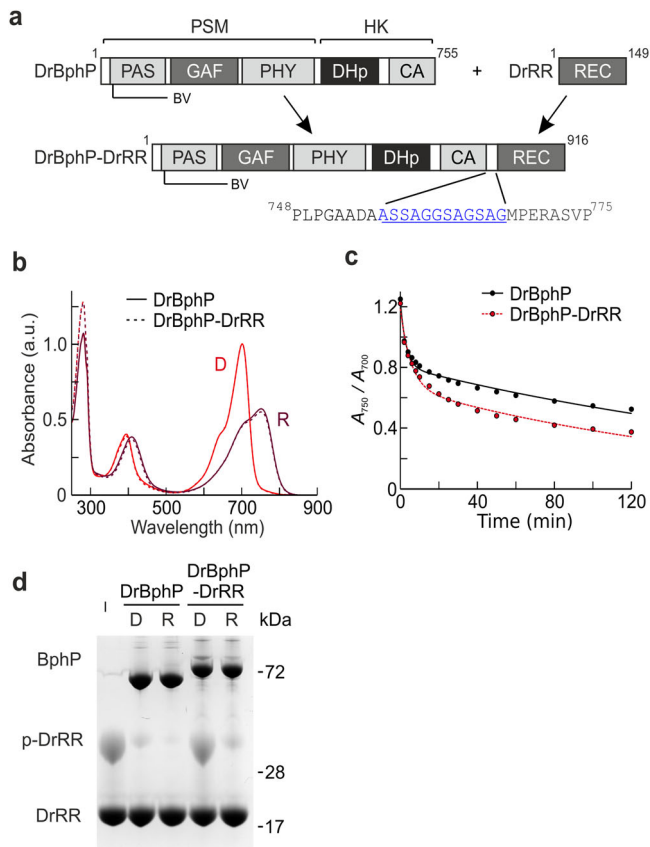 a
PSM HK
1 755 1 149
DrBphP PAS GAF PHY DHp CA + DrRR REC
BV
1 916
DrBphP-DrRR PAS GAF PHY DHp CA REC
BV
748PLPGAADAASSAGGSAGSAGMPERASVP775
b
DrBphP
DrBphP-DrRR
D
R
Absorbance (a.u.)
1.0
0.5
0
300 500 700 900
Wavelength (nm)
c
DrBphP
DrBphP-DrRR
A750 / A700
1.2
0.8
0.4
0
0 40 80 120
Time (min)
d
DrBphP DrBphP
-DrRR
– D R D R kDa
BphP -72
p-DrRR
-28
DrRR -17